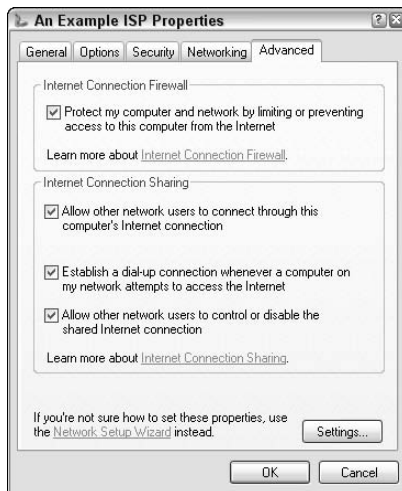 An Example ISP Properties
General Options Security Networking Advanced
Internet Connection Firewall
Protect my computer and network by limiting or preventing
access to this computer from the Internet
Learn more about Internet Connection Firewall.
Internet Connection Sharing
Allow other network users to connect through this
computer's Internet connection
Establish a dial-up connection whenever a computer on
my network attempts to access the Internet
Allow other network users to control or disable the
shared Internet connection
Learn more about Internet Connection Sharing.
If you're not sure how to set these properties, use
the Network Setup Wizard instead.
Settings...
OK Cancel